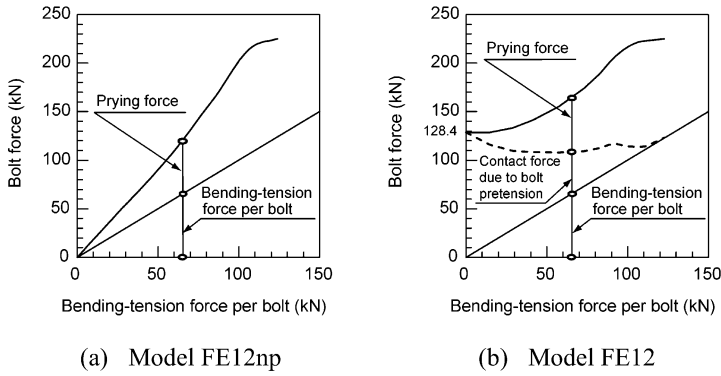 250
200
150
100
50
0
Bolt force (kN)
Prying force
Bending-tension
force per bolt
0
50
100
150
Bending-tension force per bolt (kN)
(a) Model FE12np
250
200
150
128.4
100
50
0
Bolt force (kN)
Prying force
Contact force
due to bolt
pretension
Bending-tension
force per bolt
0
50
100
150
Bending-tension force per bolt (kN)
(b) Model FE12